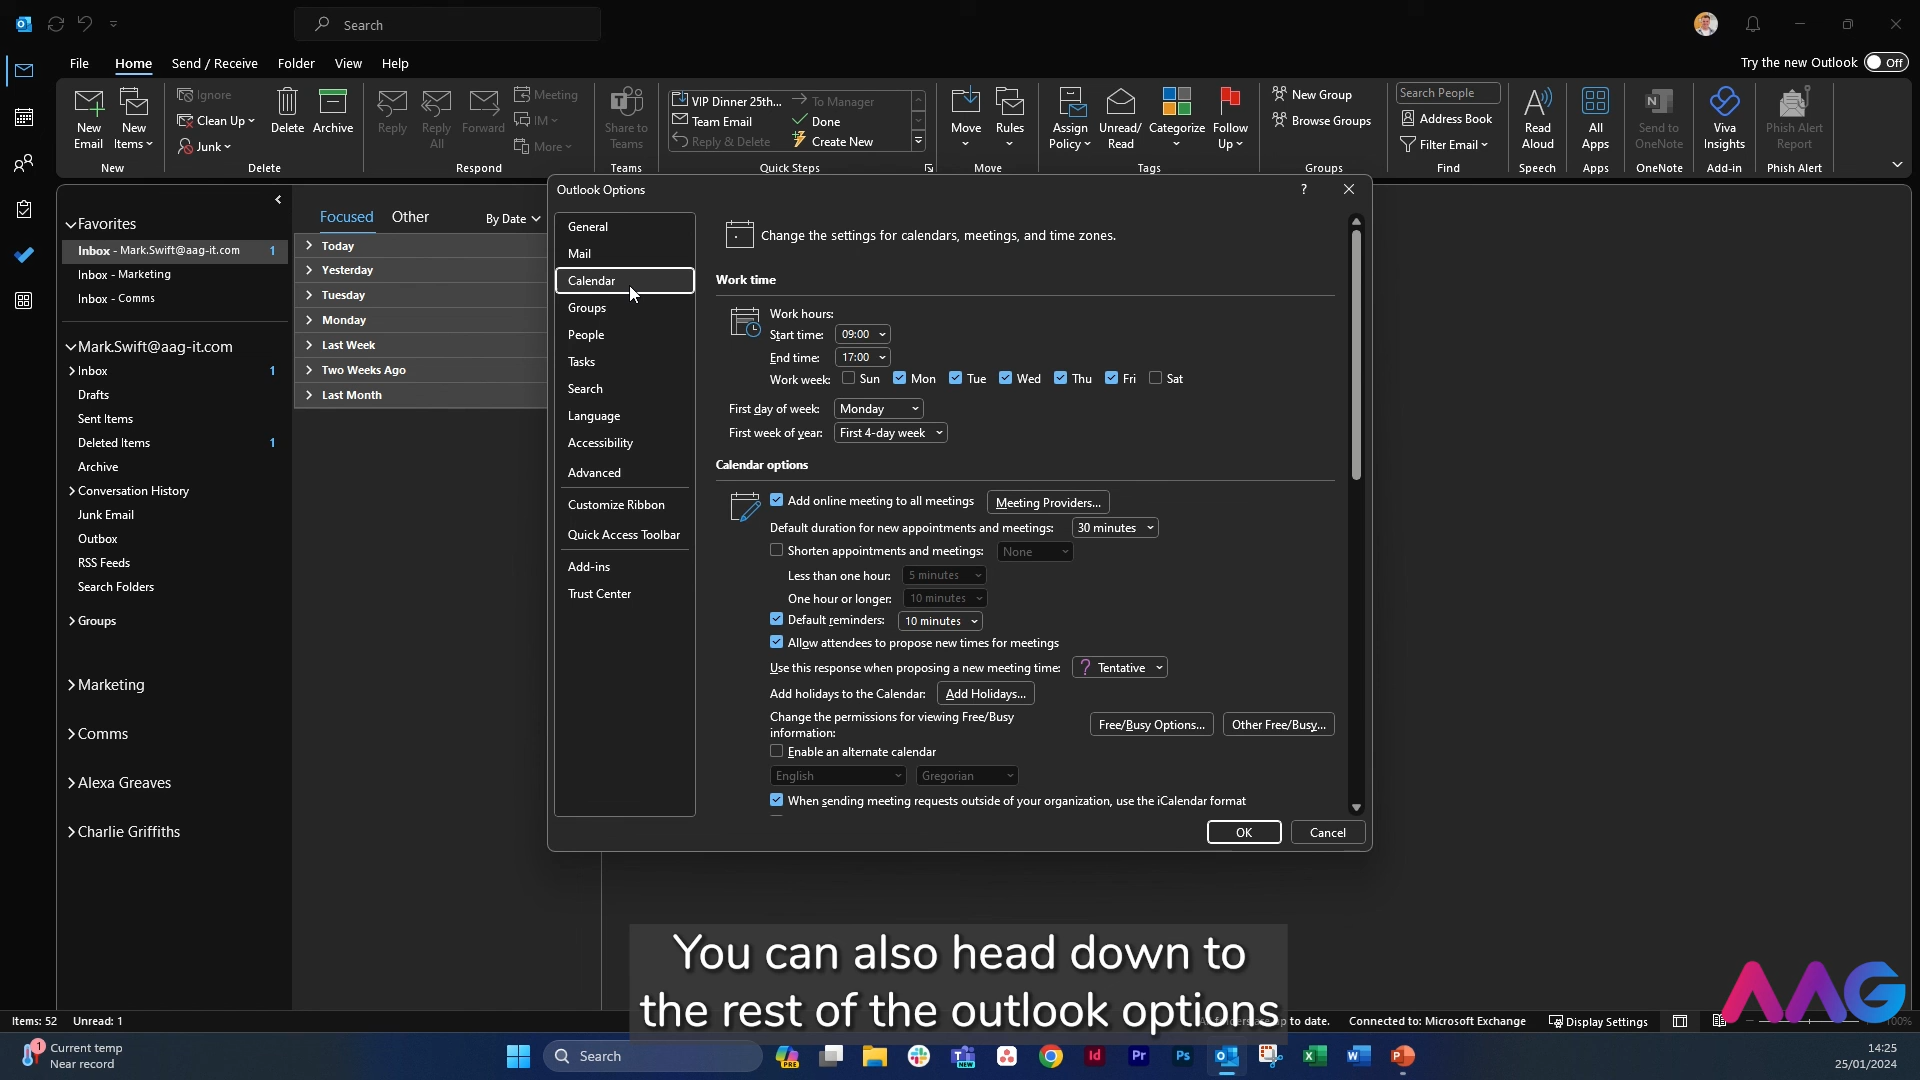 Search
File Home Send / Receive Folder View Help
Try the new Outlook Off
New Email
New Items
New
Ignore
Clean Up
Junk
Delete
Archive
Delete
Reply
Reply All
Forward
Meeting
IM
More
Respond
Share to Teams
Teams
VIP Dinner 25th...
Team Email
Reply & Delete
To Manager
Done
Create New
Quick Steps
Move
Rules
Move
Assign Policy
Unread/ Read
Categorize
Follow Up
Tags
New Group
Browse Groups
Groups
Search People
Address Book
Filter Email
Find
Read Aloud
Speech
All Apps
Apps
Send to OneNote
OneNote
Viva Insights
Add-in
Phish Alert Report
Phish Alert
Favorites
Inbox - Mark.Swift@aag-it.com 1
Inbox - Marketing
Inbox - Comms
Mark.Swift@aag-it.com
Inbox 1
Drafts
Sent Items
Deleted Items 1
Archive
Conversation History
Junk Email
Outbox
RSS Feeds
Search Folders
Groups
Marketing
Comms
Alexa Greaves
Charlie Griffiths
Focused Other By Date
Today
Yesterday
Tuesday
Monday
Last Week
Two Weeks Ago
Last Month
Outlook Options ?
General
Mail
Calendar
Groups
People
Tasks
Search
Language
Accessibility
Advanced
Customize Ribbon
Quick Access Toolbar
Add-ins
Trust Center
Change the settings for calendars, meetings, and time zones.
Work time
Work hours:
Start time: 09:00
End time: 17:00
Work week: Sun Mon Tue Wed Thu Fri Sat
First day of week: Monday
First week of year: First 4-day week
Calendar options
Add online meeting to all meetings Meeting Providers...
Default duration for new appointments and meetings: 30 minutes
Shorten appointments and meetings: None
Less than one hour: 5 minutes
One hour or longer: 10 minutes
Default reminders: 10 minutes
Allow attendees to propose new times for meetings
Use this response when proposing a new meeting time: ? Tentative
Add holidays to the Calendar: Add Holidays...
Change the permissions for viewing Free/Busy
information: Free/Busy Options... Other Free/Busy...
Enable an alternate calendar
English Gregorian
When sending meeting requests outside of your organization, use the iCalendar format
OK Cancel
You can also head down to
the rest of the outlook options
AAG
Items: 52 Unread: 1 to date. Connected to: Microsoft Exchange Display Settings 100%
1 Current temp
Near record
Search
PRE
NEW
Id
Pr
Ps
14:25
25/01/2024